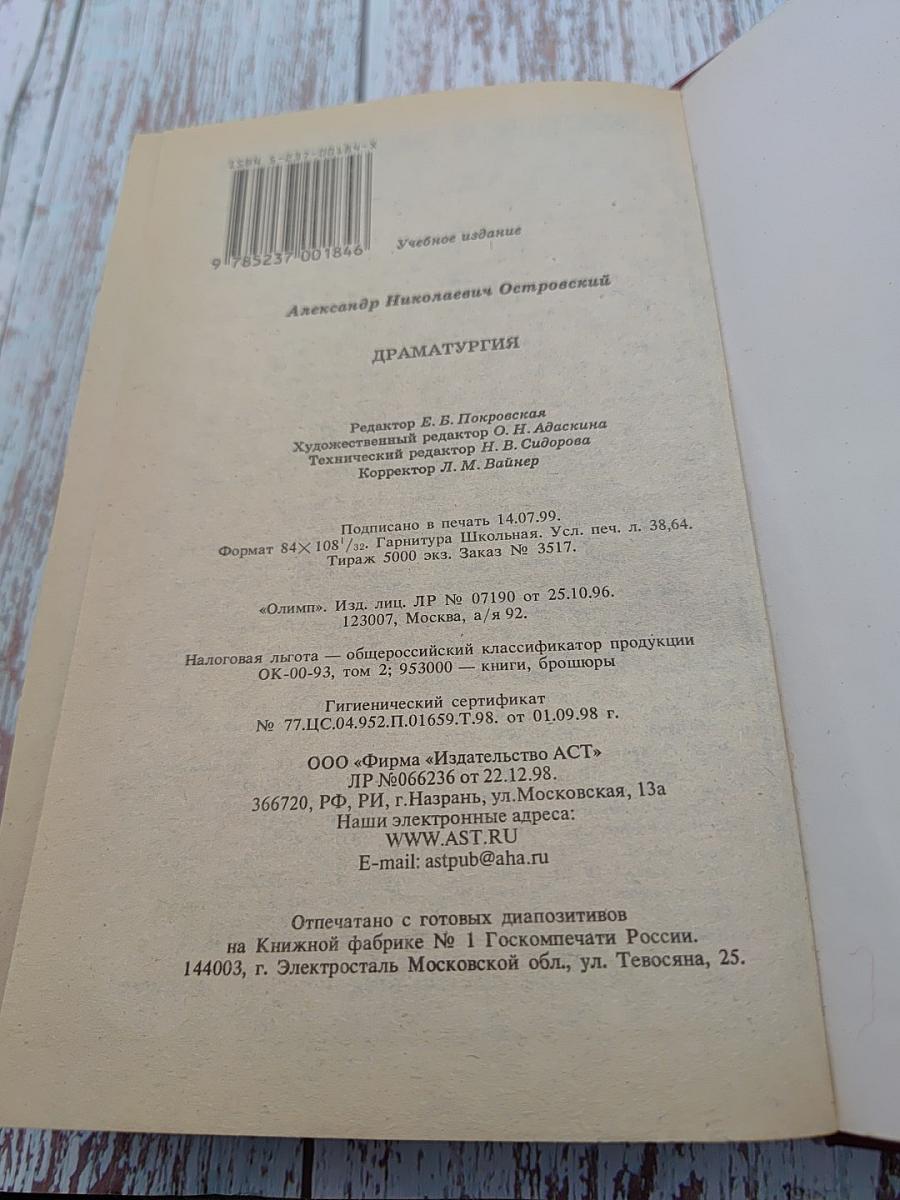 ISBN 5-237-00184-X
9 785237 001846
Учебное издание
Александр Николаевич Островский
ДРАМАТУРГИЯ
Редактор Е. Б. Покровская
Художественный редактор О. Н. Адаскина
Технический редактор Н. В. Сидорова
Корректор Л. М. Вайнер
Подписано в печать 14.07.99.
Формат 84×108¹/₃₂. Гарнитура Школьная. Усл. печ. л. 38,64.
Тираж 5000 экз. Заказ № 3517.
«Олимп». Изд. лиц. ЛР № 07190 от 25.10.96.
123007, Москва, а/я 92.
Налоговая льгота — общероссийский классификатор продукции
ОК-00-93, том 2; 953000 — книги, брошюры
Гигиенический сертификат
№ 77.ЦС.04.952.П.01659.Т.98. от 01.09.98 г.
ООО «Фирма «Издательство АСТ»
ЛР №066236 от 22.12.98.
366720, РФ, РИ, г.Назрань, ул.Московская, 13а
Наши электронные адреса:
WWW.AST.RU
E-mail: astpub@aha.ru
Отпечатано с готовых диапозитивов
на Книжной фабрике № 1 Госкомпечати России.
144003, г. Электросталь Московской обл., ул. Тевосяна, 25.